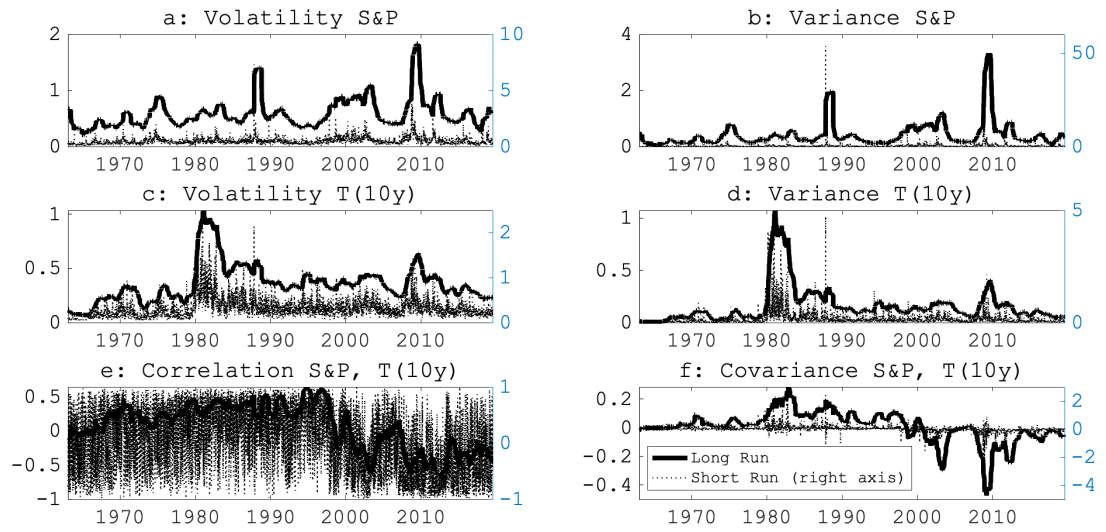 a: Volatility S&P
2
1
0
10
5
0
1970 1980 1990 2000 2010
b: Variance S&P
4
2
0
50
0
1970 1980 1990 2000 2010
c: Volatility T(10y)
1
0.5
0
2
1
0
1970 1980 1990 2000 2010
d: Variance T(10y)
1
0.5
0
5
0
1970 1980 1990 2000 2010
e: Correlation S&P, T(10y)
0.5
0
-0.5
-1
1
0
-1
1970 1980 1990 2000 2010
f: Covariance S&P, T(10y)
0.2
0
-0.2
-0.4
2
0
-2
-4
Long Run
Short Run (right axis)
1970 1980 1990 2000 2010